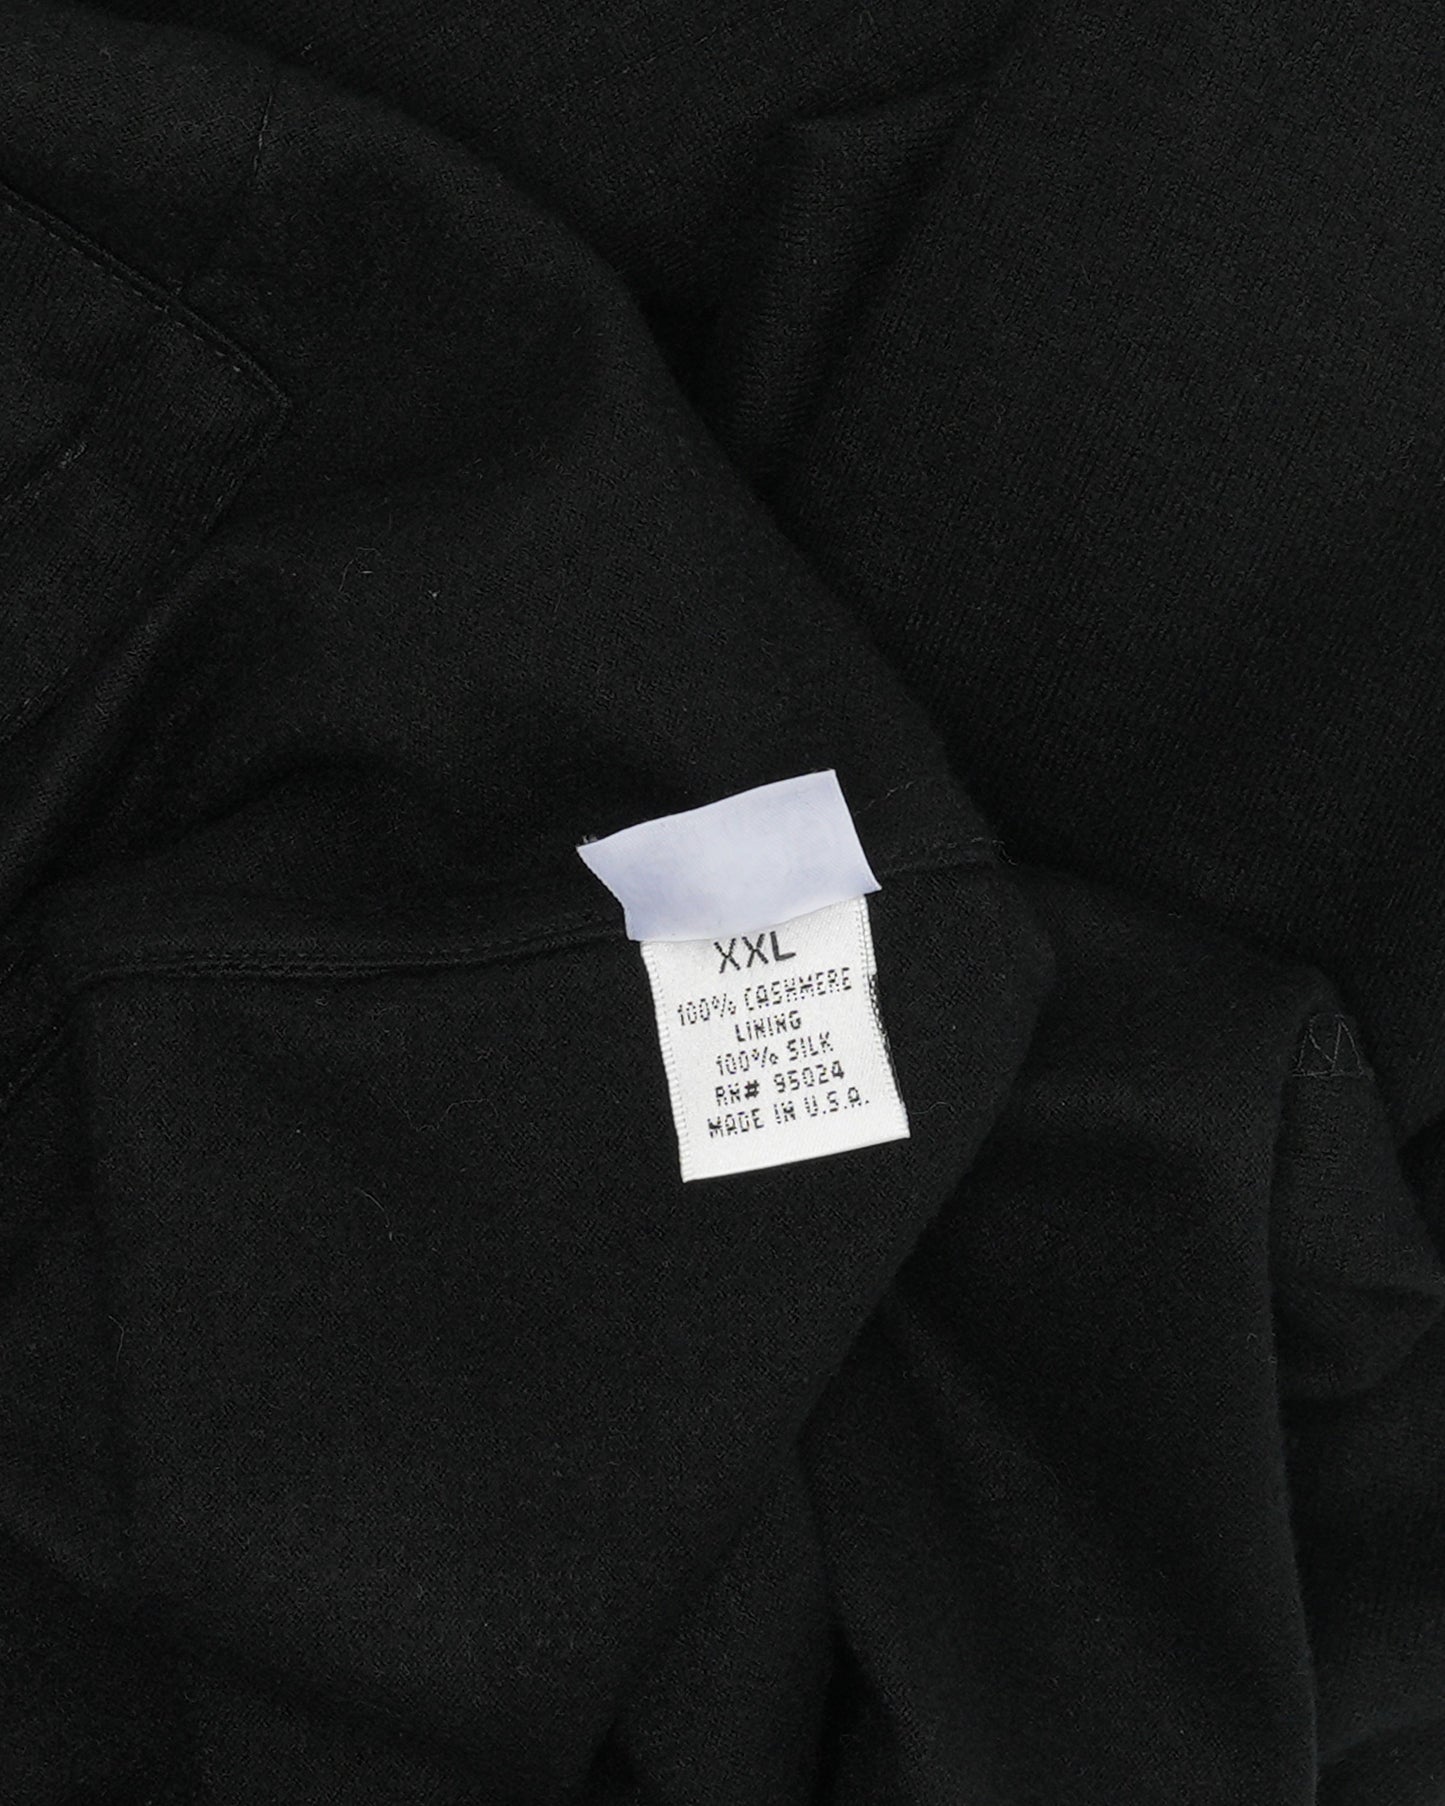 XXL
100% CASHMERE
LINING
100% SILK
RN# 95024
MADE IN U.S.A.